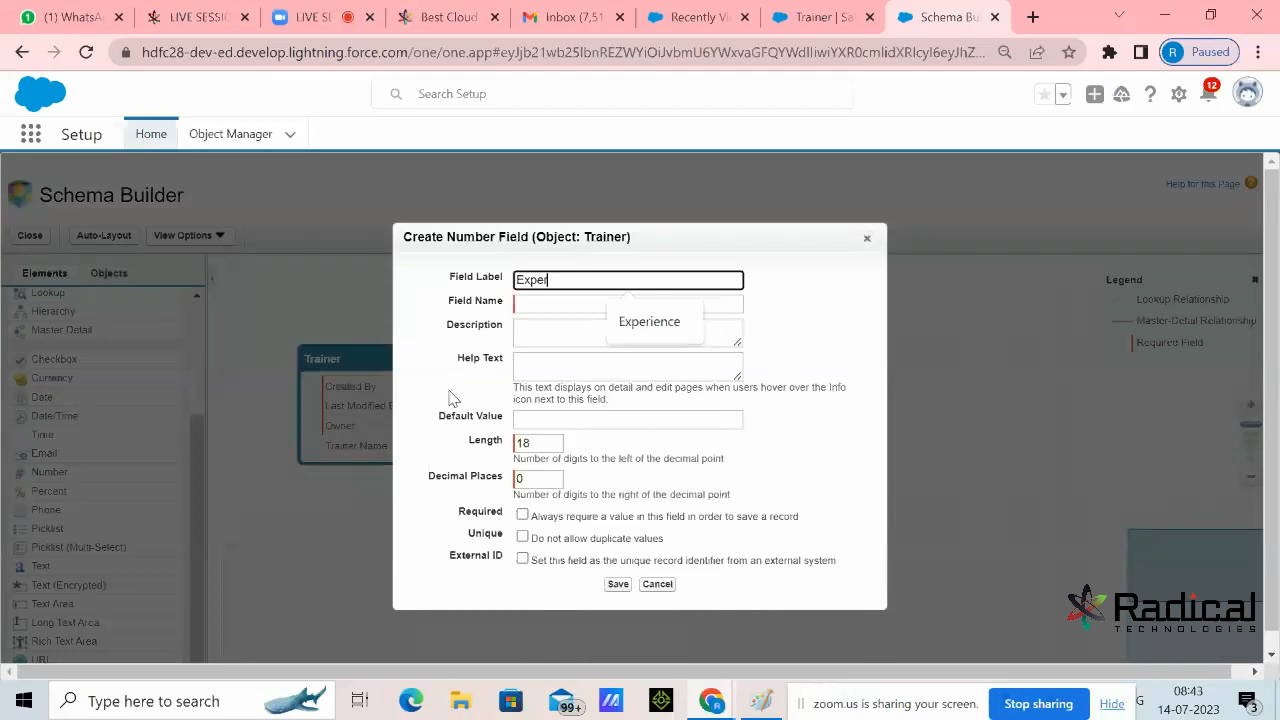 1
LIVE SESSI
LIVE SE
Best Cloud
Inbox (7,51
Recently Vi
Trainer | Sal
Schema Bui
hdfc28-dev-ed.develop.lightning.force.com/one/one.app#
Paused
Search Setup
12
Setup
Home
Object Manager
Schema Builder
Help for this Page
Close
Auto-Layout
View Options
Elements
Objects
Lookup
Hierarchy
Master Detail
Checkbox
Currency
Date
Date/Time
Time
Email
Number
Percent
Phone
Picklist
Picklist (Multi-Select)
Text
Text (Encrypted)
Text Area
Long Text Area
Rich Text Area
URL
Trainer
Created By
Last Modified B
Owner
Trainer Name
Create Number Field (Object: Trainer)
Field Label
Exper
Field Name
Experience
Description
Help Text
This text displays on detail and edit pages when users hover over the Info
icon next to this field.
Default Value
Length
18
Number of digits to the left of the decimal point
Decimal Places
0
Number of digits to the right of the decimal point
Required
Always require a value in this field in order to save a record
Unique
Do not allow duplicate values
External ID
Set this field as the unique record identifier from an external system
Save
Cancel
Legend
Lookup Relationship
Master-Detail Relationship
Required Field
Radical
TECHNOLOGIES
Type here to search
99+
zoom.us is sharing your screen.
Stop sharing
Hide
G
08:43
14-07-2023
3